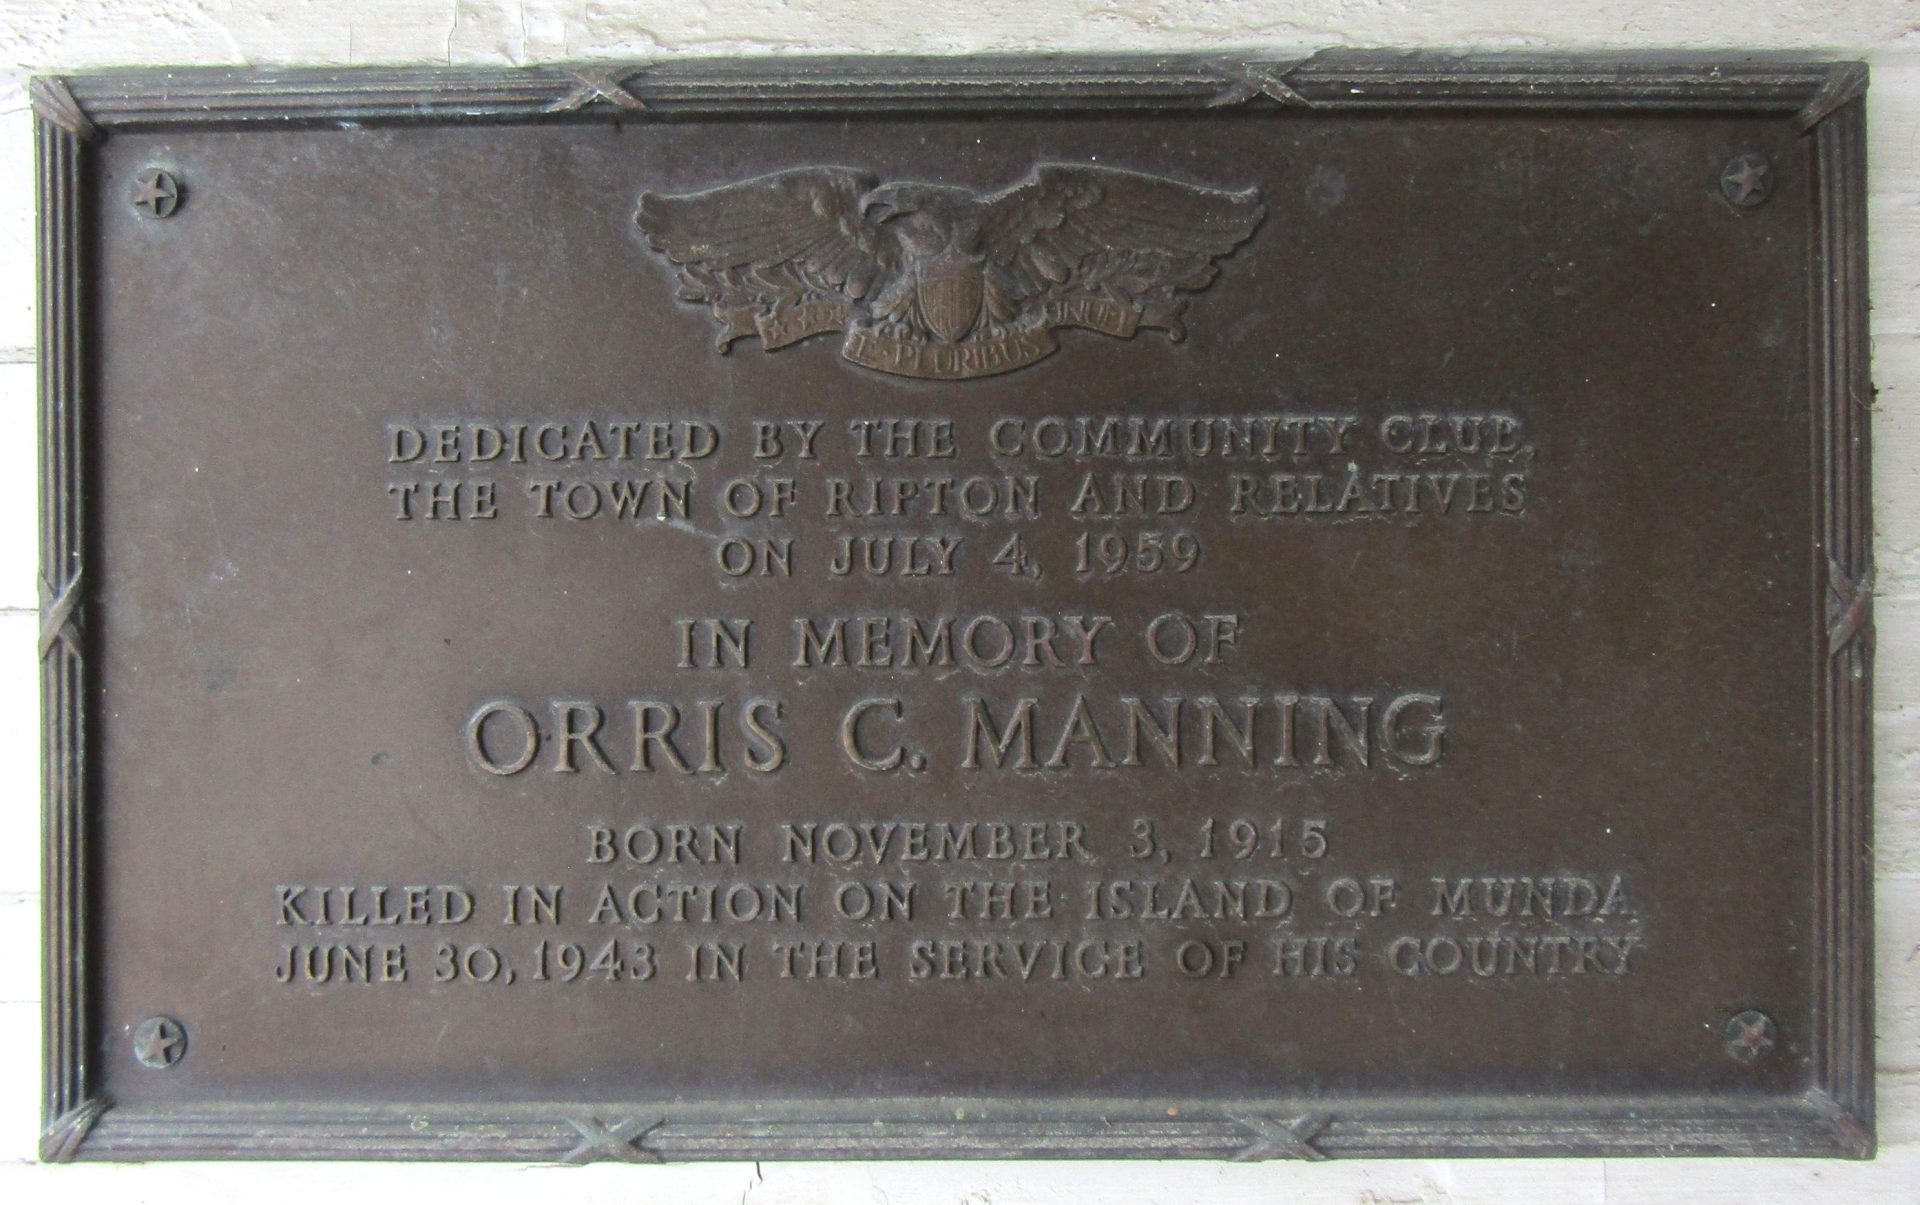 E PLURIBUS UNUM
DEDICATED BY THE COMMUNITY CLUB,
THE TOWN OF RIPTON AND RELATIVES
ON JULY 4, 1959
IN MEMORY OF
ORRIS C. MANNING
BORN NOVEMBER 3, 1915
KILLED IN ACTION ON THE ISLAND OF MUNDA
JUNE 30, 1943 IN THE SERVICE OF HIS COUNTRY